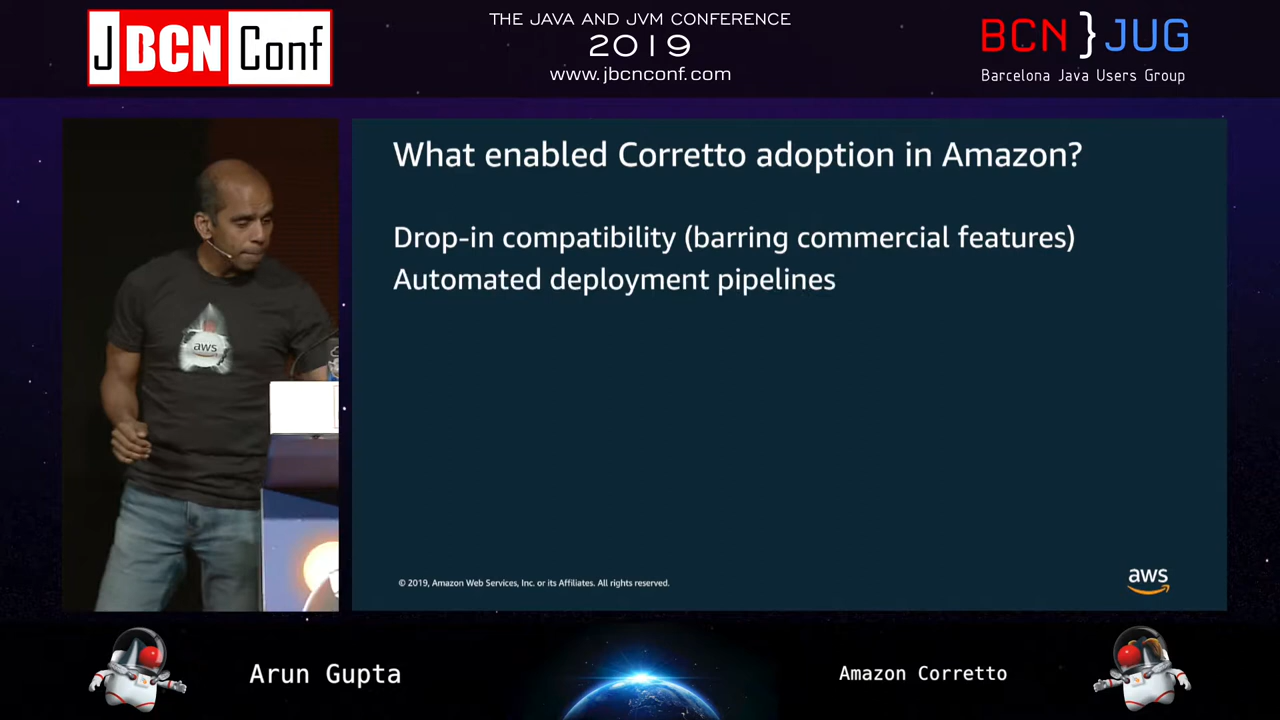 JBCNConf
THE JAVA AND JVM CONFERENCE
2019
www.jbcnconf.com
BCN}JUG
Barcelona Java Users Group
What enabled Corretto adoption in Amazon?
Drop-in compatibility (barring commercial features)
Automated deployment pipelines
aws
© 2019, Amazon Web Services, Inc. or its Affiliates. All rights reserved.
aws
Arun Gupta
Amazon Corretto